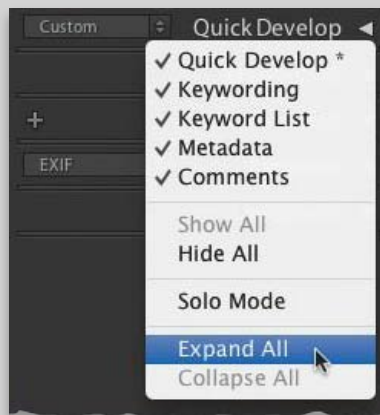 Custom Quick Develop
✓ Quick Develop *
✓ Keywording
+ ✓ Keyword List
✓ Metadata
EXIF ✓ Comments
Show All
Hide All
Solo Mode
Expand All
Collapse All